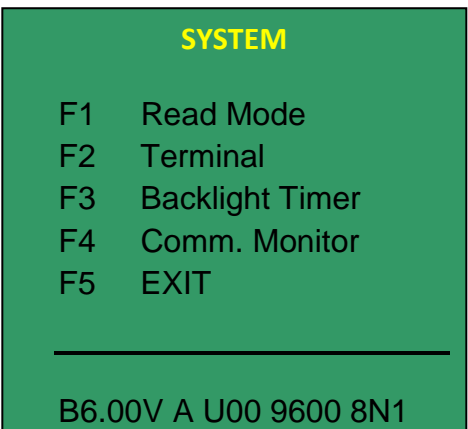 SYSTEM
F1 Read Mode
F2 Terminal
F3 Backlight Timer
F4 Comm. Monitor
F5 EXIT
B6.00V A U00 9600 8N1